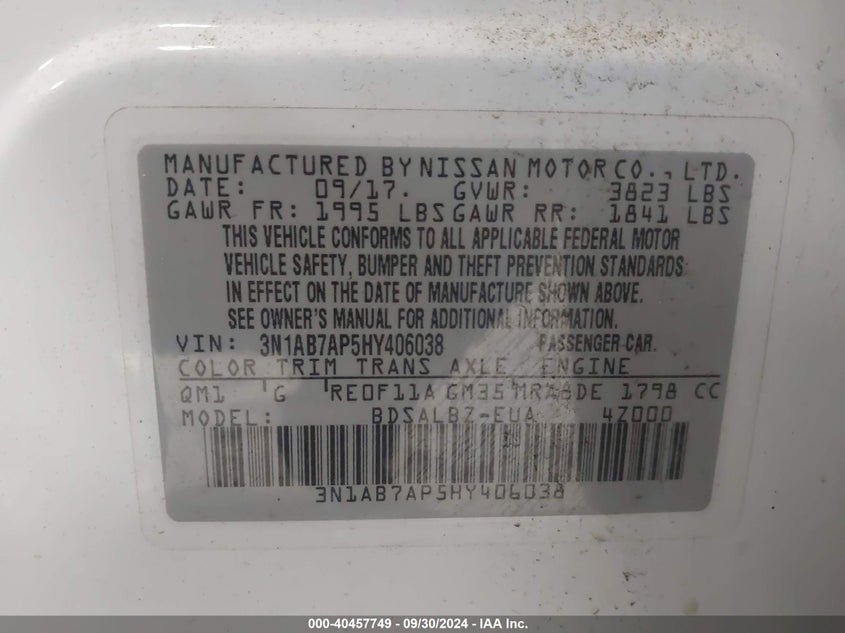 MANUFACTURED BY NISSAN MOTOR CO., LTD.
DATE: 09/17. GVWR: 3823 LBS
GAWR FR: 1995 LBS GAWR RR: 1841 LBS
THIS VEHICLE CONFORMS TO ALL APPLICABLE FEDERAL MOTOR
VEHICLE SAFETY, BUMPER AND THEFT PREVENTION STANDARDS
IN EFFECT ON THE DATE OF MANUFACTURE SHOWN ABOVE.
SEE OWNER'S MANUAL FOR ADDITIONAL INFORMATION.
VIN: 3N1AB7AP5HY406038 PASSENGER CAR.
COLOR TRIM TRANS AXLE ENGINE
QM1 G RE0F11A GM35 MRA8DE 1798 CC
MODEL: BDSALBZ-EUA 4Z000
3N1AB7AP5HY406038
000-40457749 - 09/30/2024 - IAA Inc.